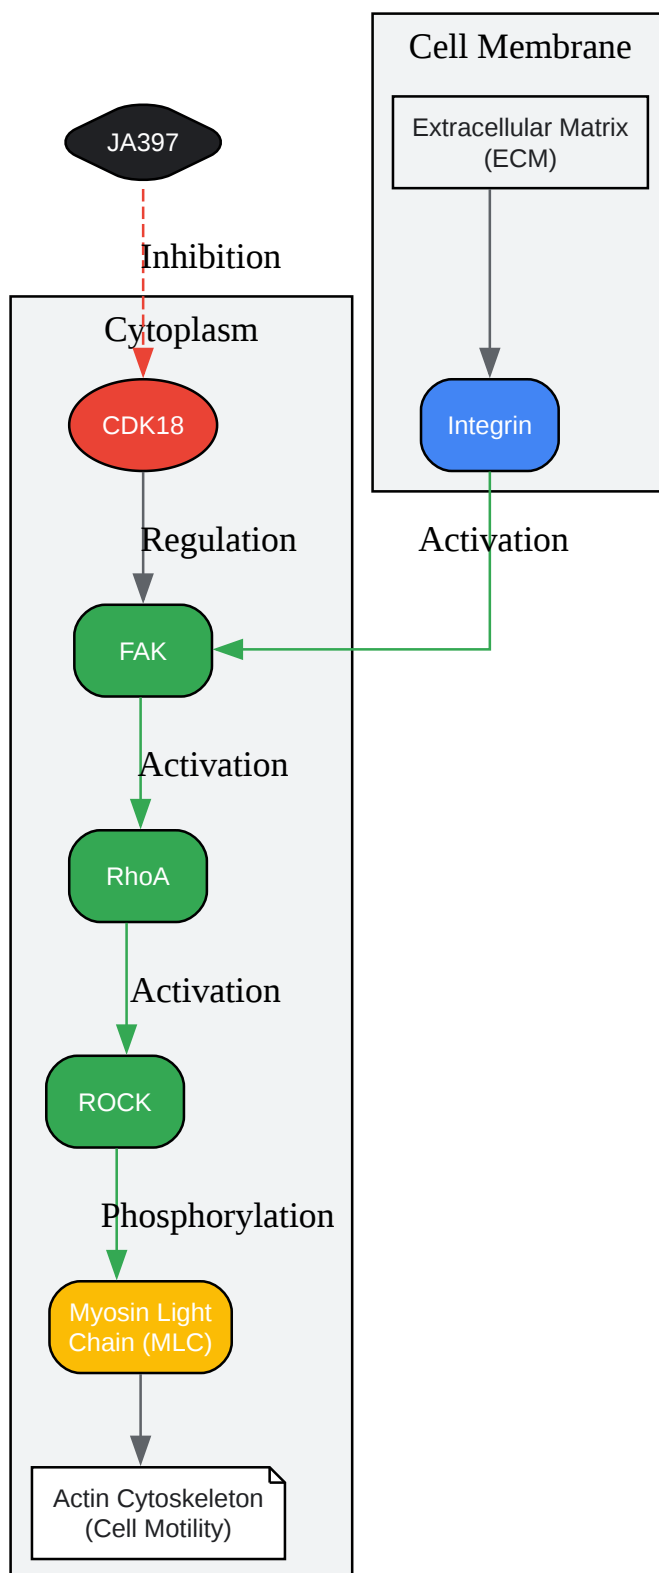 Cell Membrane
Extracellular Matrix
(ECM)
JA397
Inhibition
Cytoplasm
CDK18
Integrin
Regulation
Activation
FAK
Activation
RhoA
Activation
ROCK
Phosphorylation
Myosin Light
Chain (MLC)
Actin Cytoskeleton
(Cell Motility)